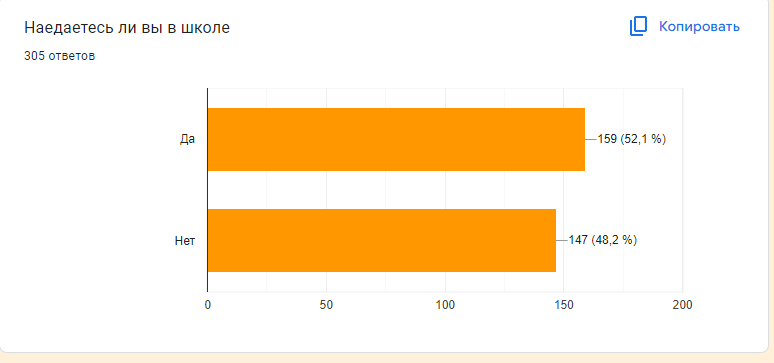 Наедаетесь ли вы в школе
Копировать
305 ответов
Да
159 (52,1 %)
Нет
147 (48,2 %)
0
50
100
150
200